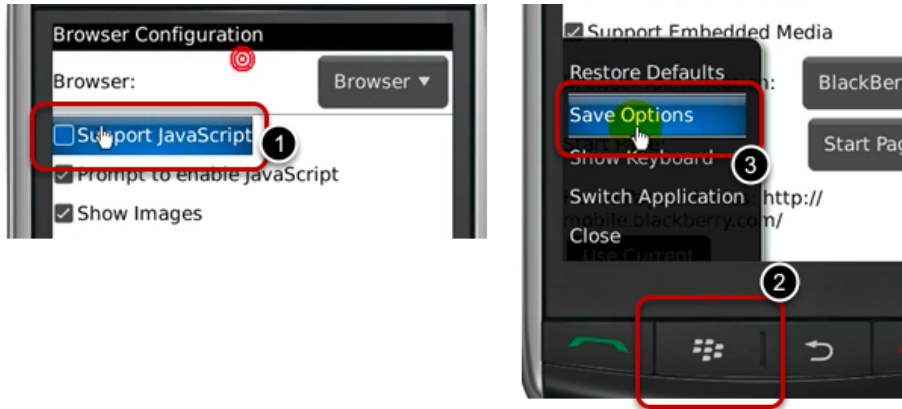 Browser Configuration
Browser:
Browser ▼
Support JavaScript
1
Prompt to enable JavaScript
Show Images
Support Embedded Media
Restore Defaults
n:
BlackBer
Save Options
Start Pag
Show Keyboard
3
Switch Application
http://
mobile.blackberry.com/
Close
Use Current
2